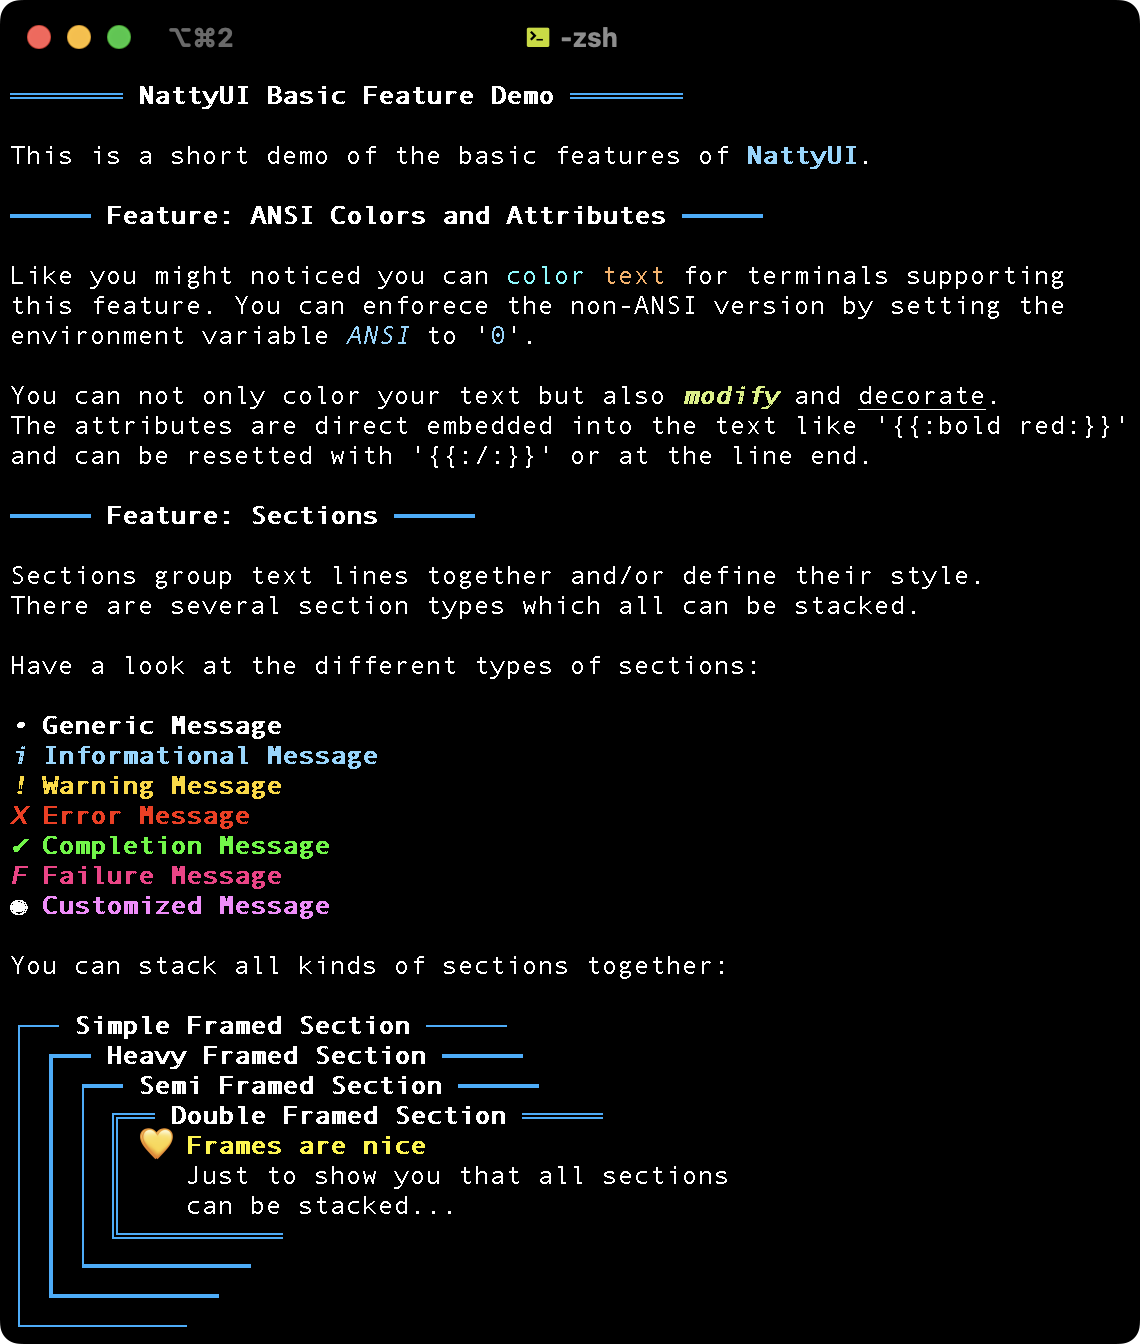 ⌥⌘2
-zsh
NattyUI Basic Feature Demo
This is a short demo of the basic features of NattyUI.
Feature: ANSI Colors and Attributes
Like you might noticed you can color text for terminals supporting
this feature. You can enforece the non-ANSI version by setting the
environment variable ANSI to '0'.
You can not only color your text but also modify and decorate.
The attributes are direct embedded into the text like '{{:bold red:}}'
and can be resetted with '{{:/:}}' or at the line end.
Feature: Sections
Sections group text lines together and/or define their style.
There are several section types which all can be stacked.
Have a look at the different types of sections:
• Generic Message
i Informational Message
! Warning Message
X Error Message
✔ Completion Message
F Failure Message
● Customized Message
You can stack all kinds of sections together:
Simple Framed Section
Heavy Framed Section
Semi Framed Section
Double Framed Section
💛 Frames are nice
Just to show you that all sections
can be stacked...